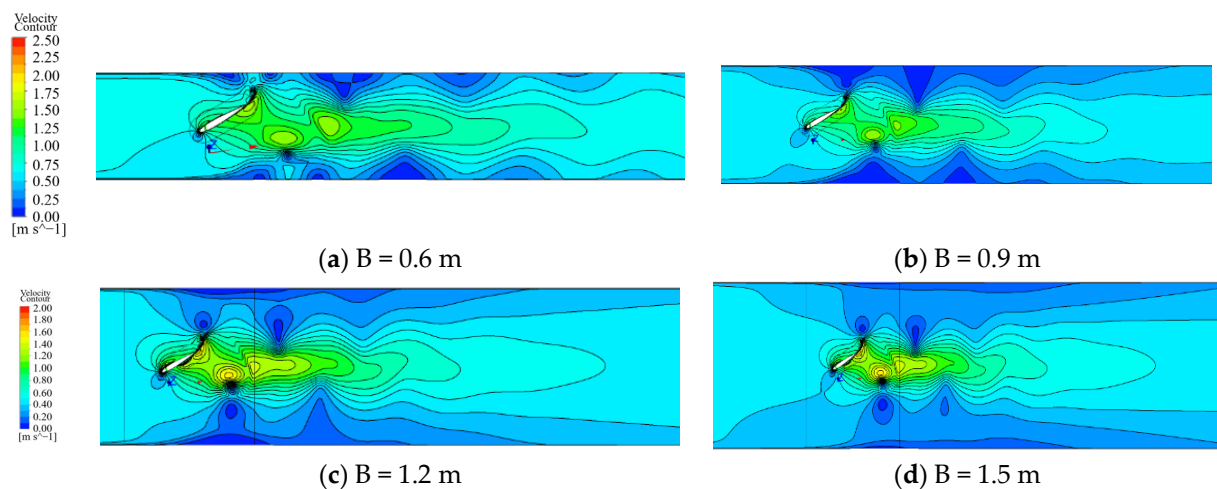 Velocity
Contour
2.50
2.25
2.00
1.75
1.50
1.25
1.00
0.75
0.50
0.25
0.00
[m s^−1]
(a) B = 0.6 m
(b) B = 0.9 m
Velocity
Contour
2.00
1.80
1.60
1.40
1.20
1.00
0.80
0.60
0.40
0.20
0.00
[m s^−1]
(c) B = 1.2 m
(d) B = 1.5 m